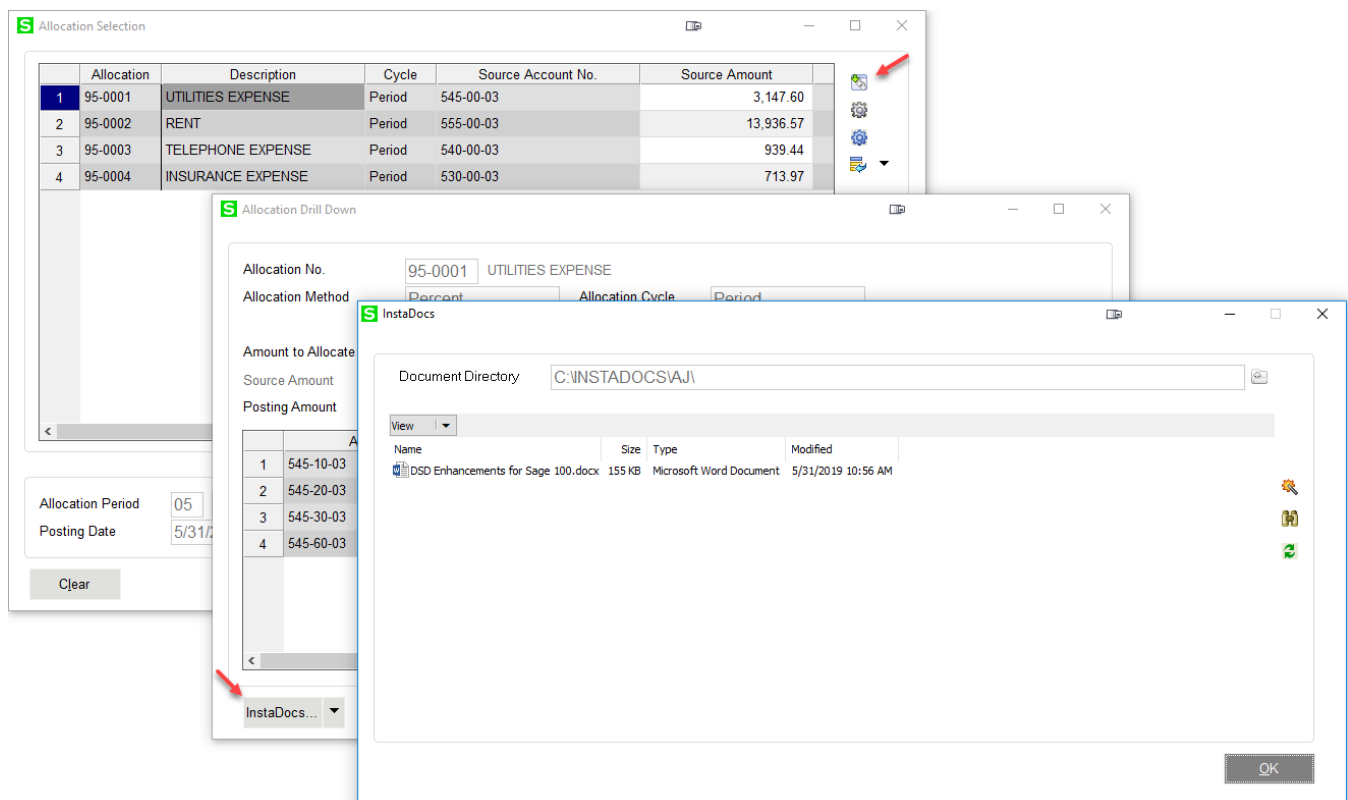 S Allocation Selection
Allocation Description Cycle Source Account No. Source Amount
1 95-0001 UTILITIES EXPENSE Period 545-00-03 3,147.60
2 95-0002 RENT Period 555-00-03 13,936.57
3 95-0003 TELEPHONE EXPENSE Period 540-00-03 939.44
4 95-0004 INSURANCE EXPENSE Period 530-00-03 713.97
Allocation Period 05
Posting Date 5/31/2
Clear
S Allocation Drill Down
Allocation No. 95-0001 UTILITIES EXPENSE
Allocation Method Percent Allocation Cycle Period
Amount to Allocate
Source Amount
Posting Amount
A
1 545-10-03
2 545-20-03
3 545-30-03
4 545-60-03
InstaDocs...
S InstaDocs
Document Directory C:\INSTADOCS\AJ\
View
Name Size Type Modified
DSD Enhancements for Sage 100.docx 155 KB Microsoft Word Document 5/31/2019 10:56 AM
OK